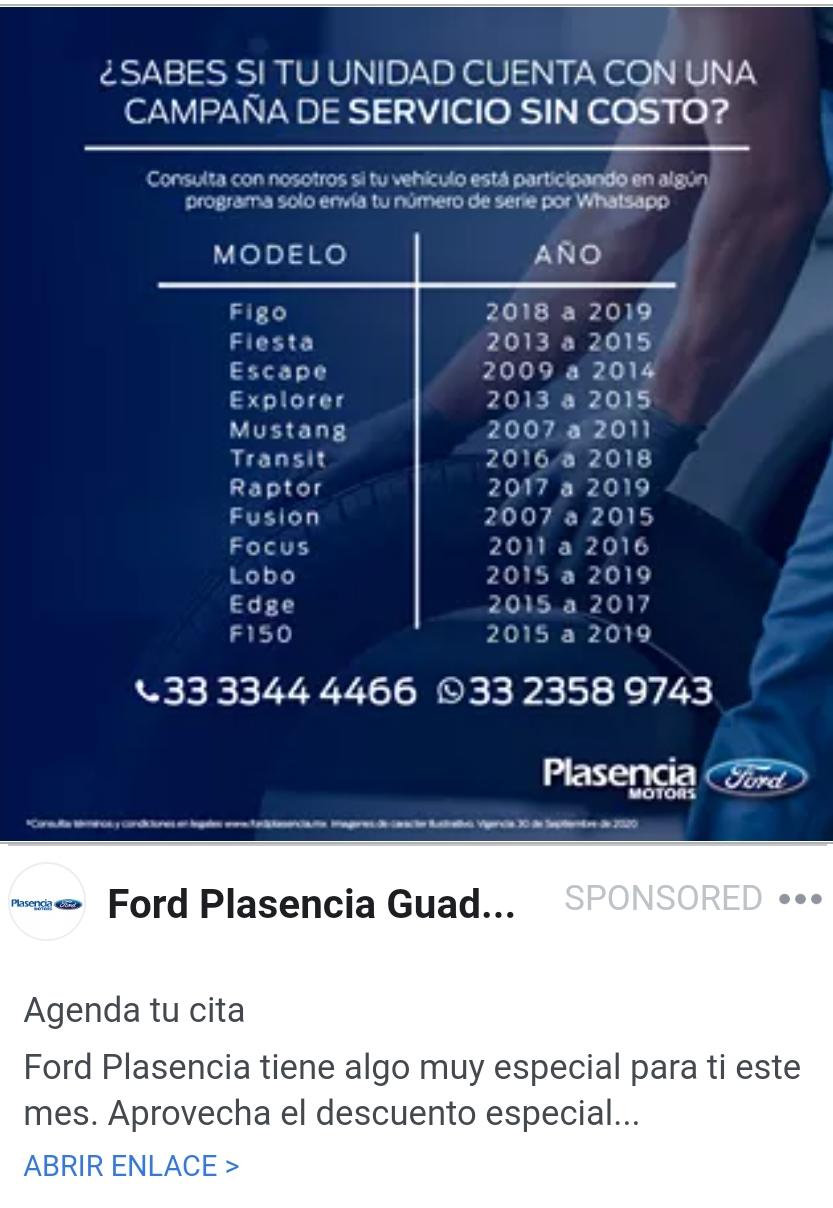 ¿SABES SI TU UNIDAD CUENTA CON UNA
CAMPAÑA DE SERVICIO SIN COSTO?
Consulta con nosotros si tu vehículo está participando en algún
programa solo envía tu número de serie por Whatsapp
MODELO AÑO
Figo 2018 a 2019
Fiesta 2013 a 2015
Escape 2009 a 2014
Explorer 2013 a 2015
Mustang 2007 a 2011
Transit 2016 a 2018
Raptor 2017 a 2019
Fusion 2007 a 2015
Focus 2011 a 2016
Lobo 2015 a 2019
Edge 2015 a 2017
F150 2015 a 2019
33 3344 4466 33 2358 9743
Plasencia Ford
MOTORS
*Consulta términos y condiciones en legales www.fordplasencia.mx Imagenes de caracter ilustrativo. Vigencia 30 de Septiembre de 2020
Plasencia Ford
MOTORS
Ford Plasencia Guad... SPONSORED
Agenda tu cita
Ford Plasencia tiene algo muy especial para ti este
mes. Aprovecha el descuento especial...
ABRIR ENLACE >